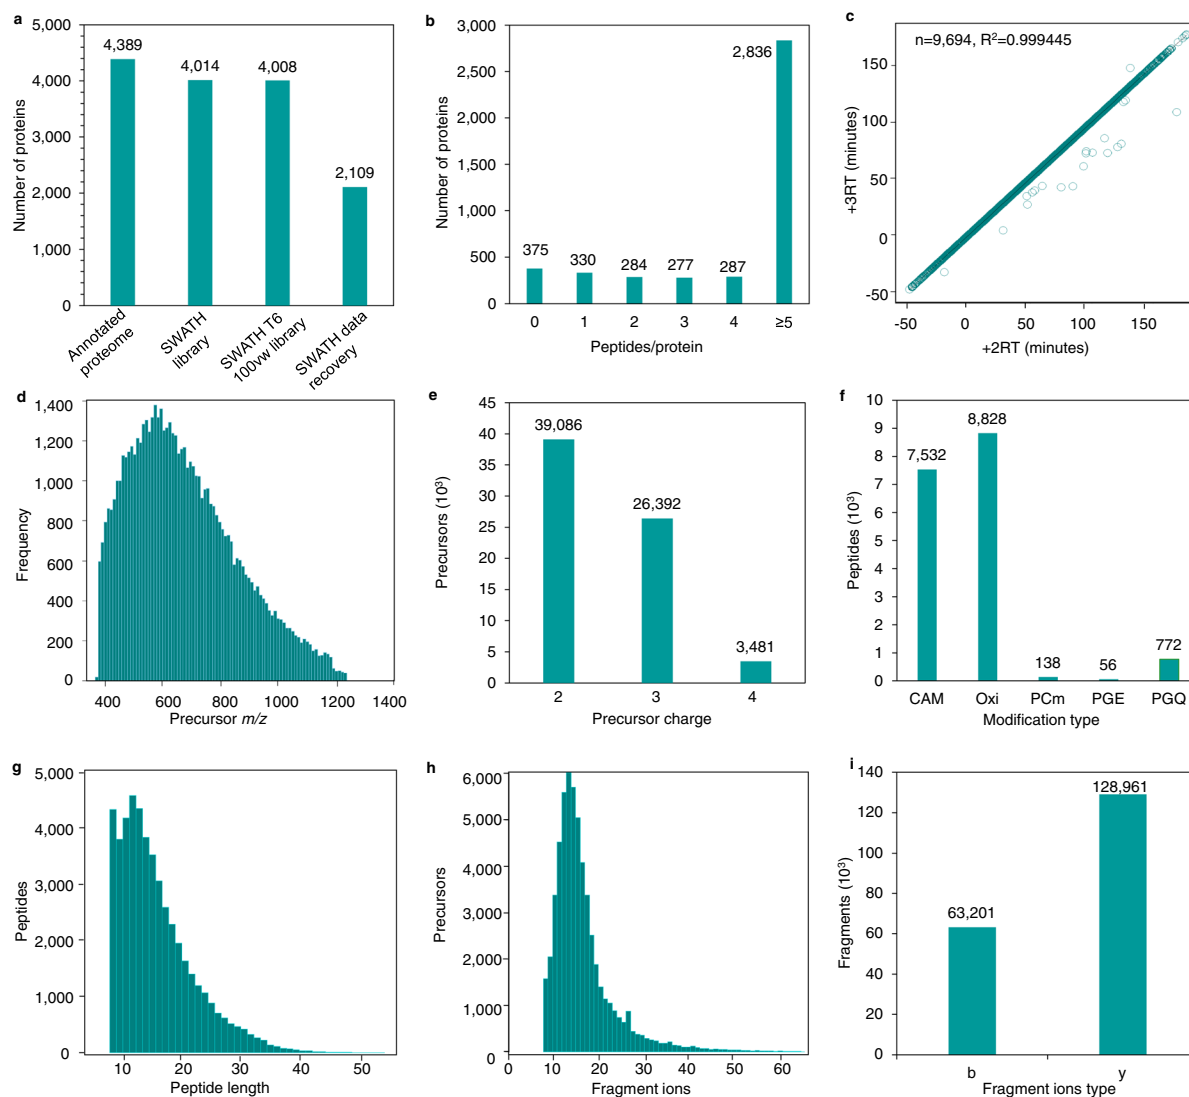 a
5,000
4,000
3,000
2,000
1,000
0
Number of proteins
4,389
4,014
4,008
2,109
Annotated
proteome
SWATH
library
SWATH T6
100vw library
SWATH data
recovery
b
3,000
2,500
2,000
1,500
1,000
500
0
Number of proteins
375
330
284
277
287
2,836
0 1 2 3 4 ≥5
Peptides/protein
c
n=9,694, R²=0.999445
150
100
50
0
-50
+3RT (minutes)
-50 0 50 100 150
+2RT (minutes)
d
1,400
1,200
1,000
800
600
400
200
0
Frequency
400 600 800 1000 1200 1400
Precursor m/z
e
45
40
35
30
25
20
15
10
5
0
Precursors (10³)
39,086
26,392
3,481
2 3 4
Precursor charge
f
10
9
8
7
6
5
4
3
2
1
0
Peptides (10³)
7,532
8,828
138
56
772
CAM Oxi PCm PGE PGQ
Modification type
g
5,000
4,000
3,000
2,000
1,000
0
Peptides
10 20 30 40 50
Peptide length
h
6,000
5,000
4,000
3,000
2,000
1,000
0
Precursors
0 10 20 30 40 50 60
Fragment ions
i
140
120
100
80
60
40
20
0
Fragments (10³)
63,201
128,961
b y
Fragment ions type